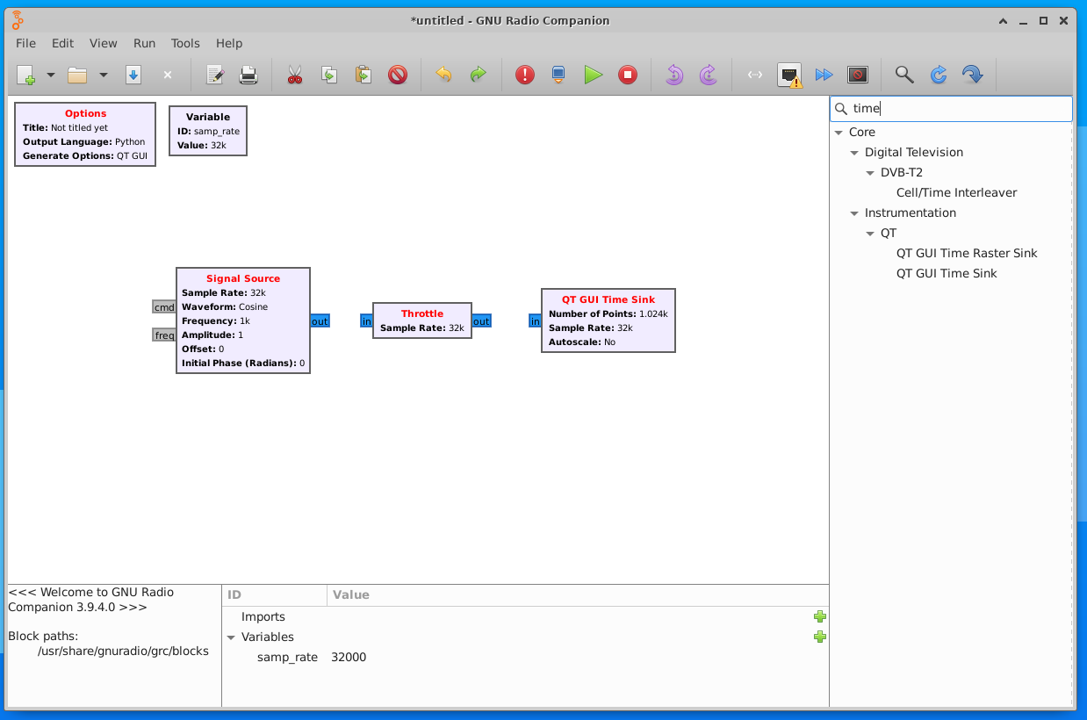 *untitled - GNU Radio Companion
File Edit View Run Tools Help
Options
Title: Not titled yet
Output Language: Python
Generate Options: QT GUI
Variable
ID: samp_rate
Value: 32k
cmd
freq
Signal Source
Sample Rate: 32k
Waveform: Cosine
Frequency: 1k
Amplitude: 1
Offset: 0
Initial Phase (Radians): 0
out
in
Throttle
Sample Rate: 32k
out
in
QT GUI Time Sink
Number of Points: 1.024k
Sample Rate: 32k
Autoscale: No
time
Core
Digital Television
DVB-T2
Cell/Time Interleaver
Instrumentation
QT
QT GUI Time Raster Sink
QT GUI Time Sink
<<< Welcome to GNU Radio
Companion 3.9.4.0 >>>
Block paths:
/usr/share/gnuradio/grc/blocks
ID Value
Imports
Variables
samp_rate 32000